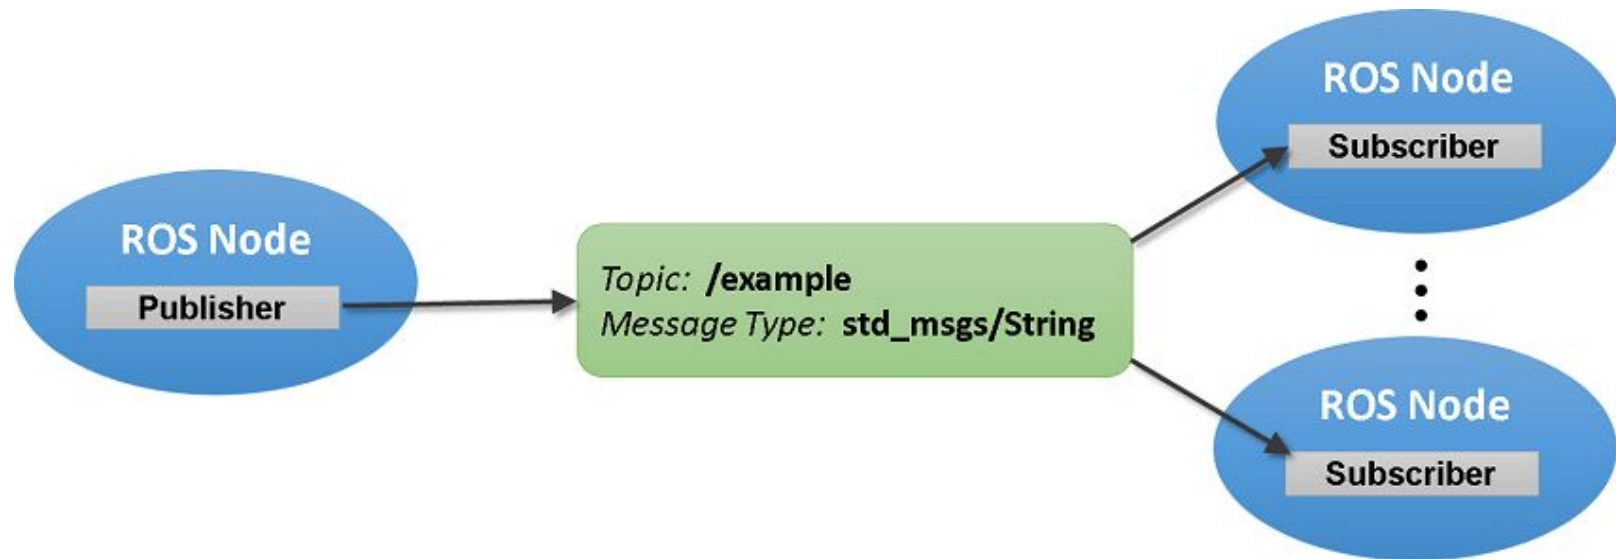 ROS Node
Publisher
Topic: /example
Message Type: std_msgs/String
ROS Node
Subscriber
ROS Node
Subscriber